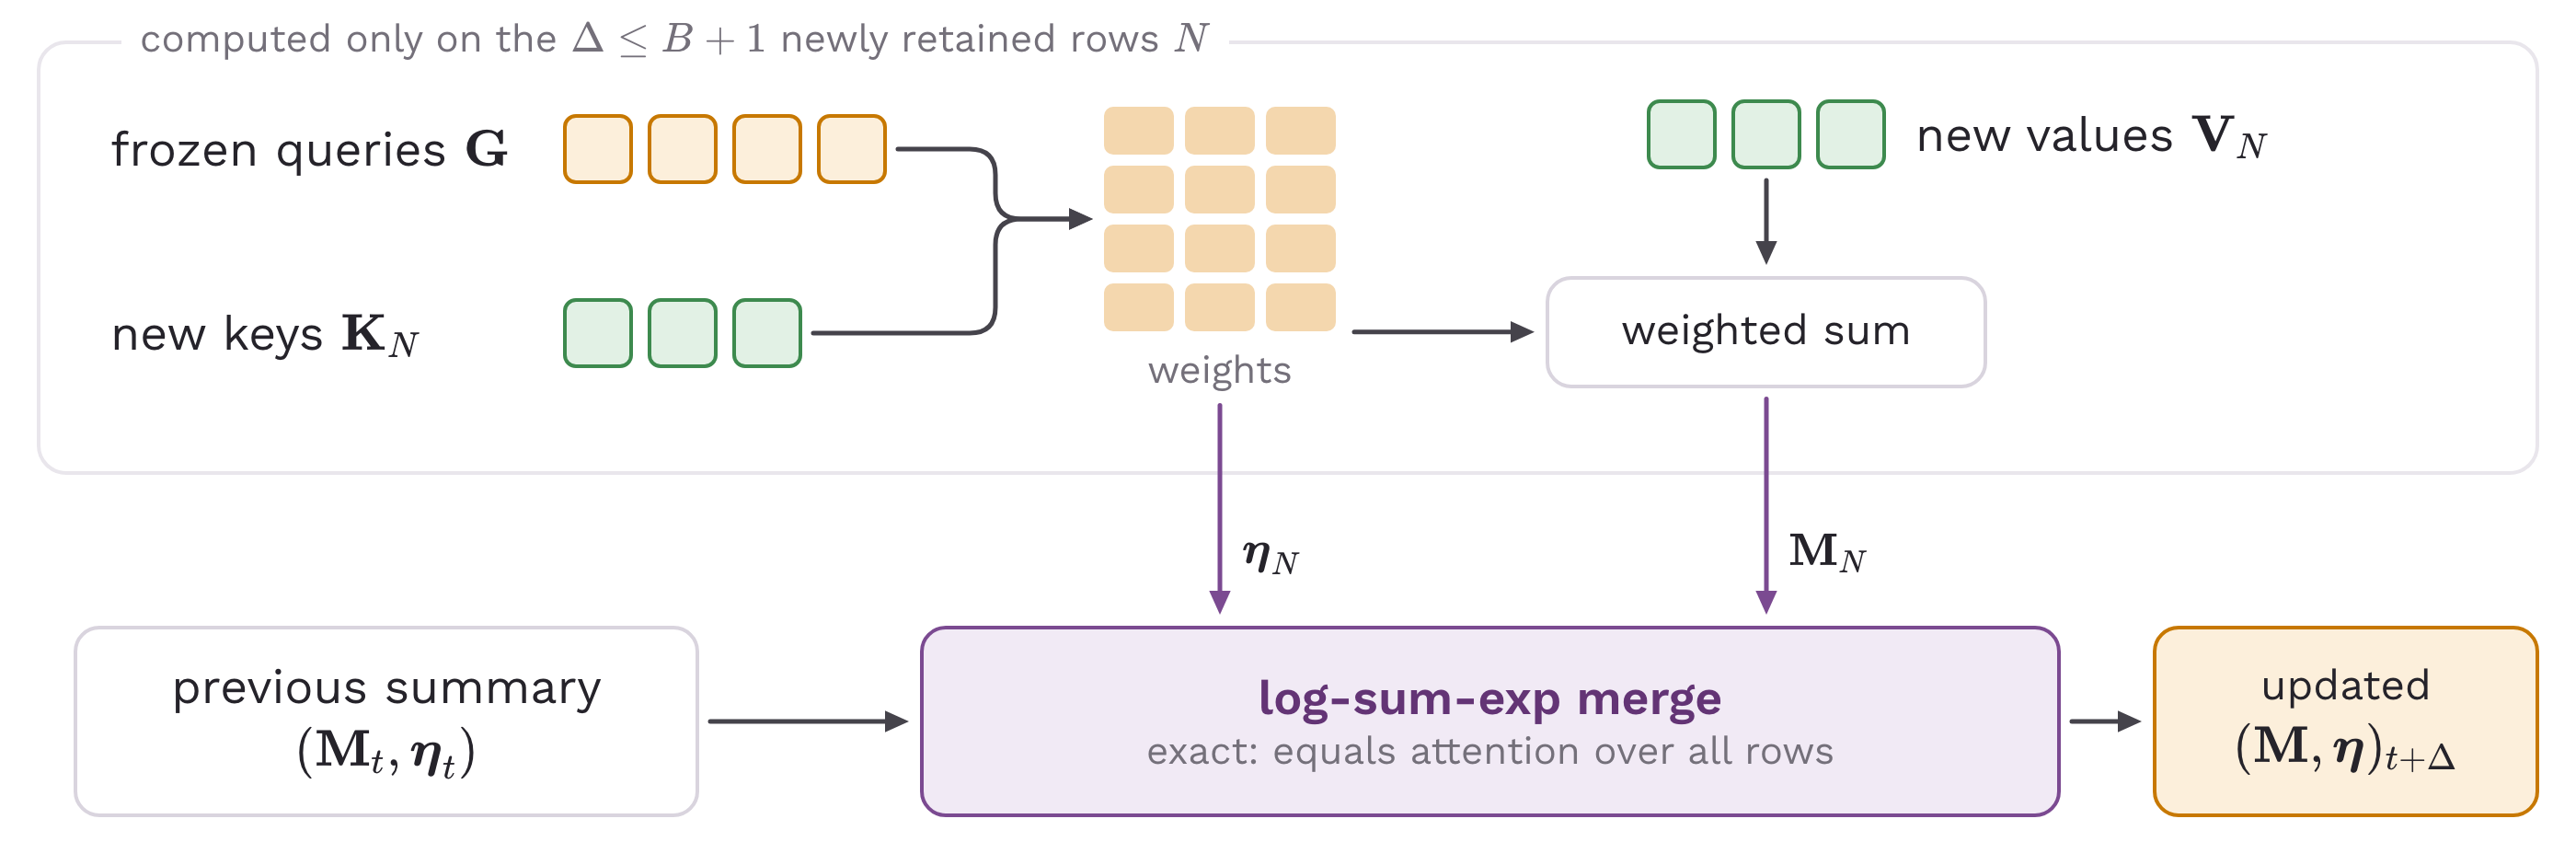 computed only on the Δ ≤ B + 1 newly retained rows N
frozen queries G
new values V_N
new keys K_N
weighted sum
weights
η_N
M_N
previous summary
(M_t, η_t)
log-sum-exp merge
exact: equals attention over all rows
updated
(M, η)_{t+Δ}